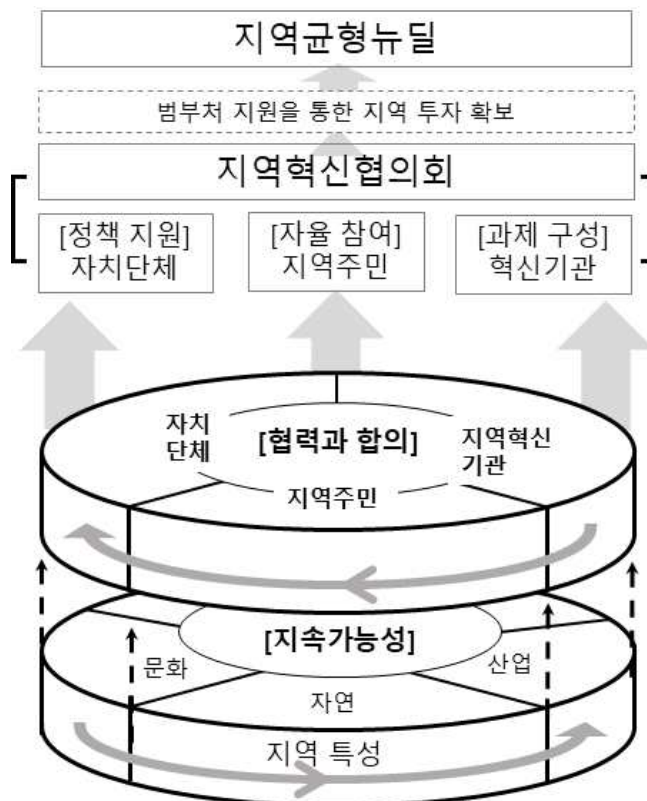 지역균형뉴딜
범부처 지원을 통한 지역 투자 확보
지역혁신협의회
[정책 지원]
자치단체
[자율 참여]
지역주민
[과제 구성]
혁신기관
자치
단체
[협력과 합의]
지역혁신
기관
지역주민
[지속가능성]
문화
산업
자연
지역 특성